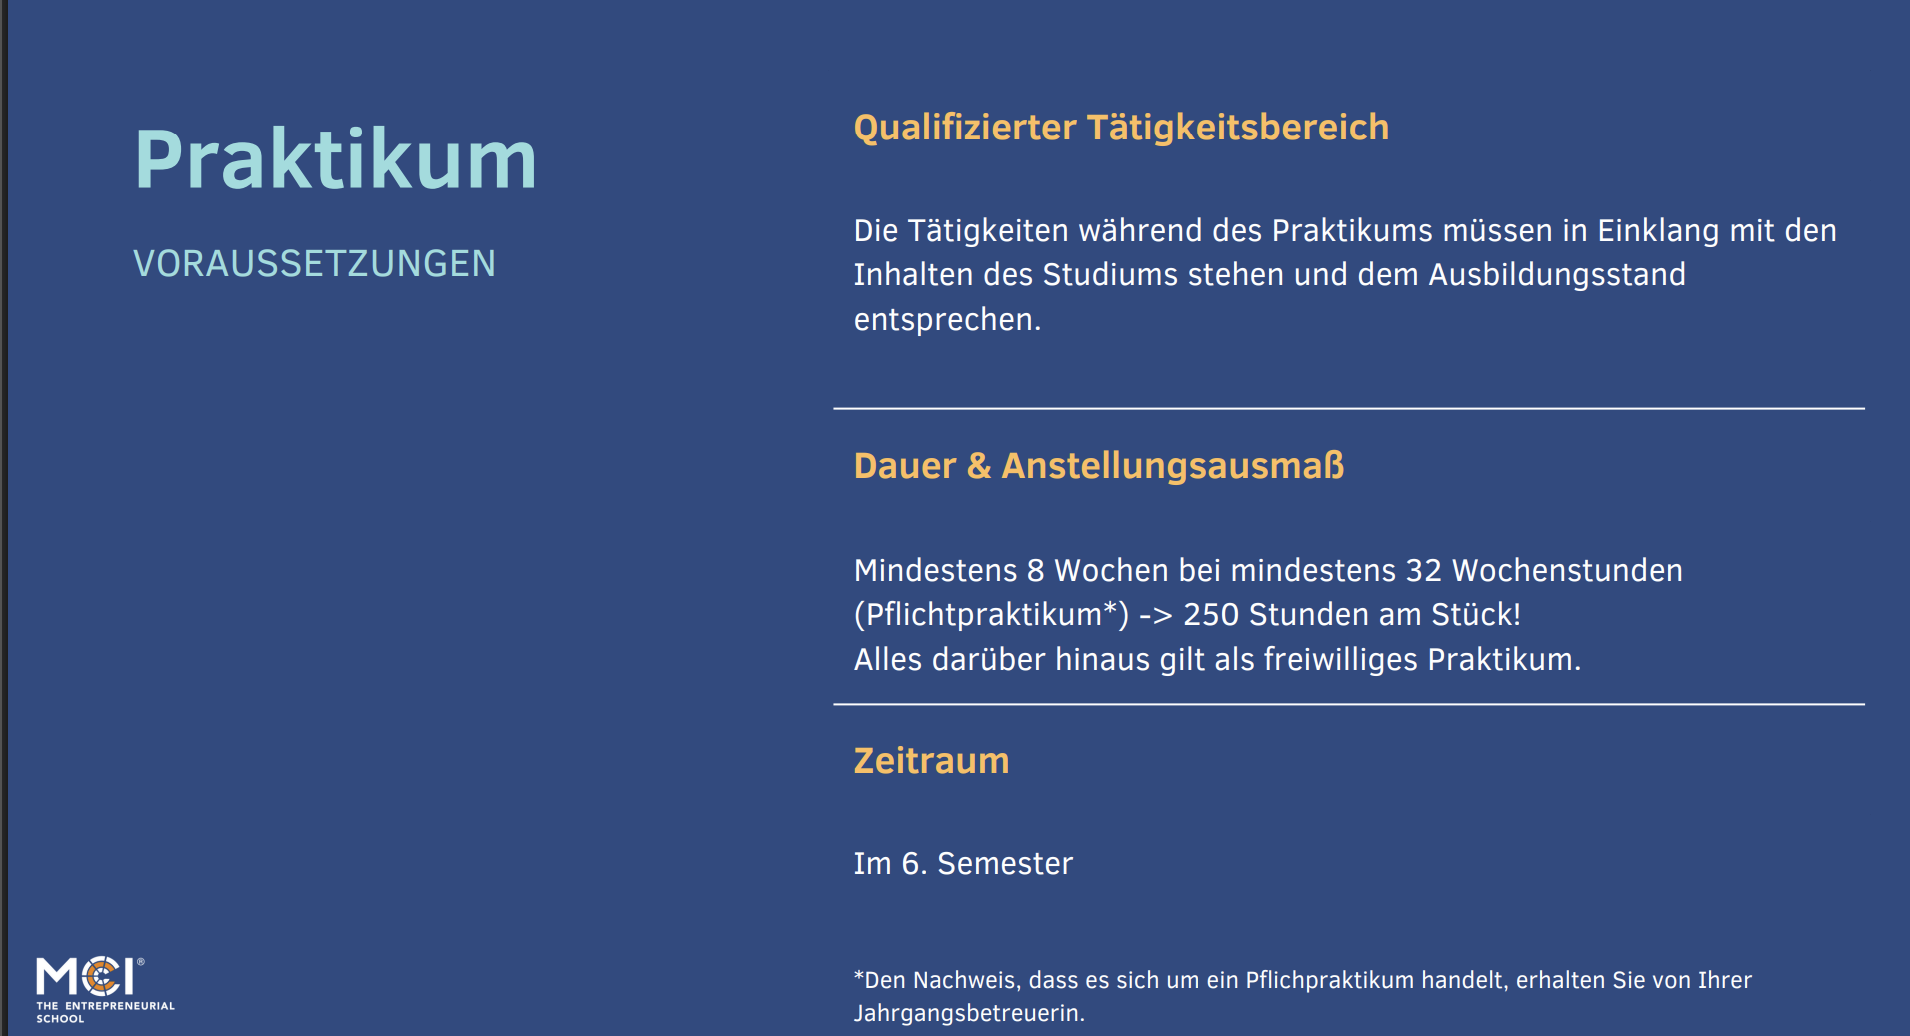 Praktikum
VORAUSSETZUNGEN
Qualifizierter Tätigkeitsbereich
Die Tätigkeiten während des Praktikums müssen in Einklang mit den
Inhalten des Studiums stehen und dem Ausbildungsstand
entsprechen.
Dauer & Anstellungsausmaß
Mindestens 8 Wochen bei mindestens 32 Wochenstunden
(Pflichtpraktikum*) -> 250 Stunden am Stück!
Alles darüber hinaus gilt als freiwilliges Praktikum.
Zeitraum
Im 6. Semester
*Den Nachweis, dass es sich um ein Pflichpraktikum handelt, erhalten Sie von Ihrer
Jahrgangsbetreuerin.
MCI®
THE ENTREPRENEURIAL
SCHOOL